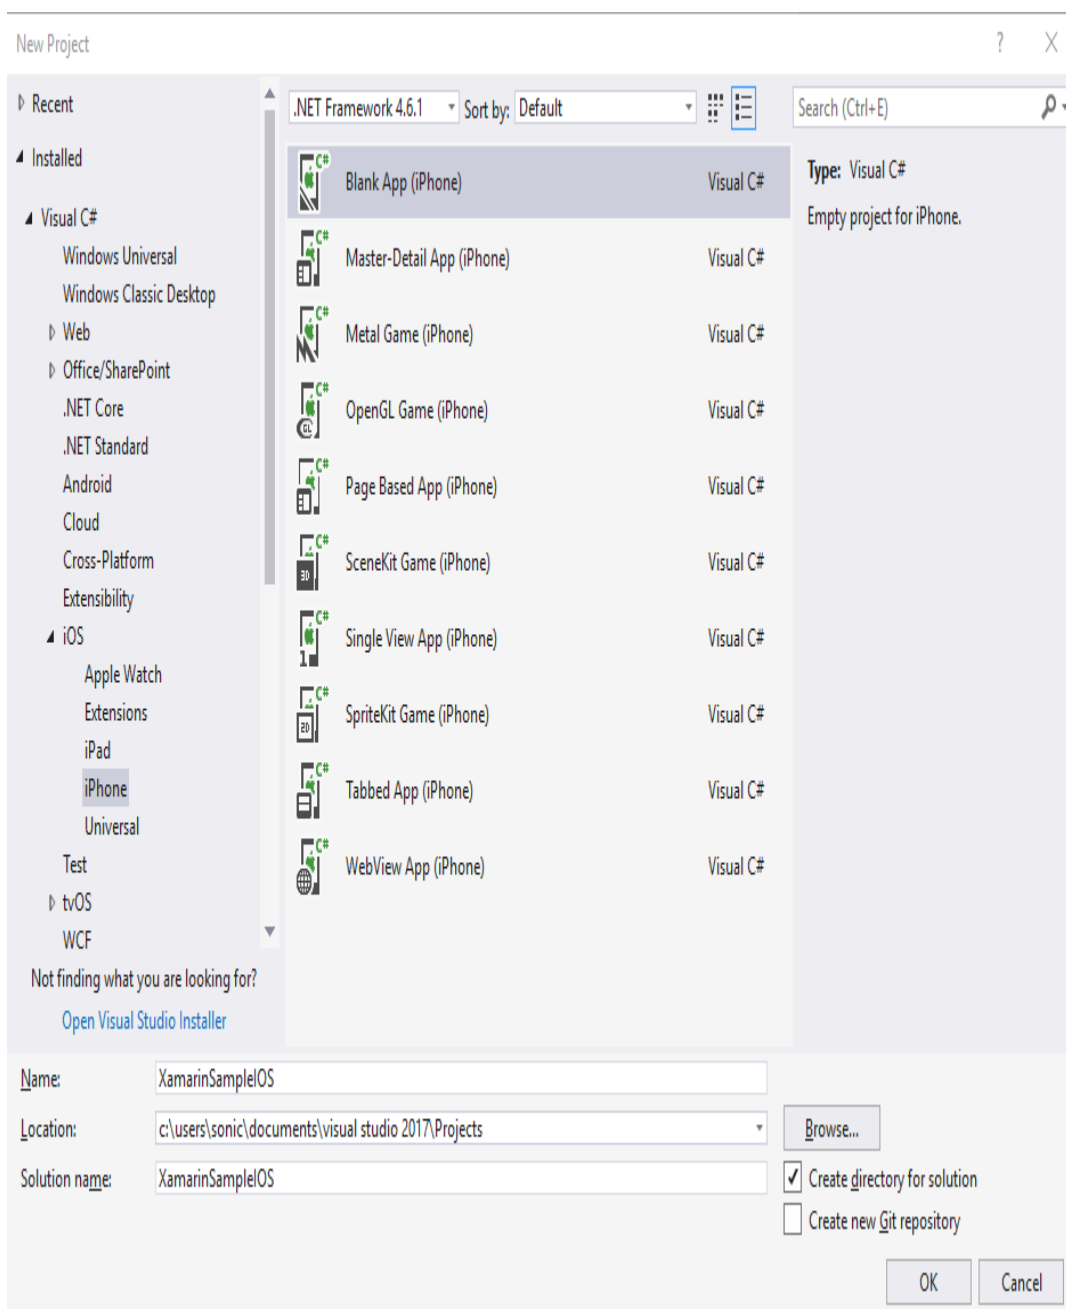 New Project
?
Recent
Installed
Visual C#
Windows Universal
Windows Classic Desktop
Web
Office/SharePoint
.NET Core
.NET Standard
Android
Cloud
Cross-Platform
Extensibility
iOS
Apple Watch
Extensions
iPad
iPhone
Universal
Test
tvOS
WCF
Not finding what you are looking for?
Open Visual Studio Installer
.NET Framework 4.6.1 Sort by: Default
Search (Ctrl+E)
C# Blank App (iPhone) Visual C#
C# Master-Detail App (iPhone) Visual C#
C# Metal Game (iPhone) Visual C#
C# GL OpenGL Game (iPhone) Visual C#
C# Page Based App (iPhone) Visual C#
C# 3D SceneKit Game (iPhone) Visual C#
C# 1 Single View App (iPhone) Visual C#
C# 2D SpriteKit Game (iPhone) Visual C#
C# Tabbed App (iPhone) Visual C#
C# WebView App (iPhone) Visual C#
Type: Visual C#
Empty project for iPhone.
Name: XamarinSampleIOS
Location: c:\users\sonic\documents\visual studio 2017\Projects
Browse...
Solution name: XamarinSampleIOS
Create directory for solution
Create new Git repository
OK Cancel